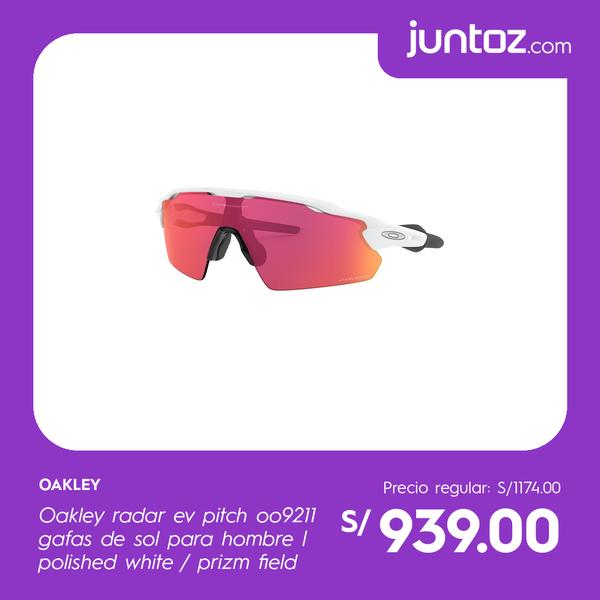 juntoz.com
OAKLEY
Oakley radar ev pitch oo9211
gafas de sol para hombre |
polished white / prizm field
Precio regular: S/1174.00
S/ 939.00